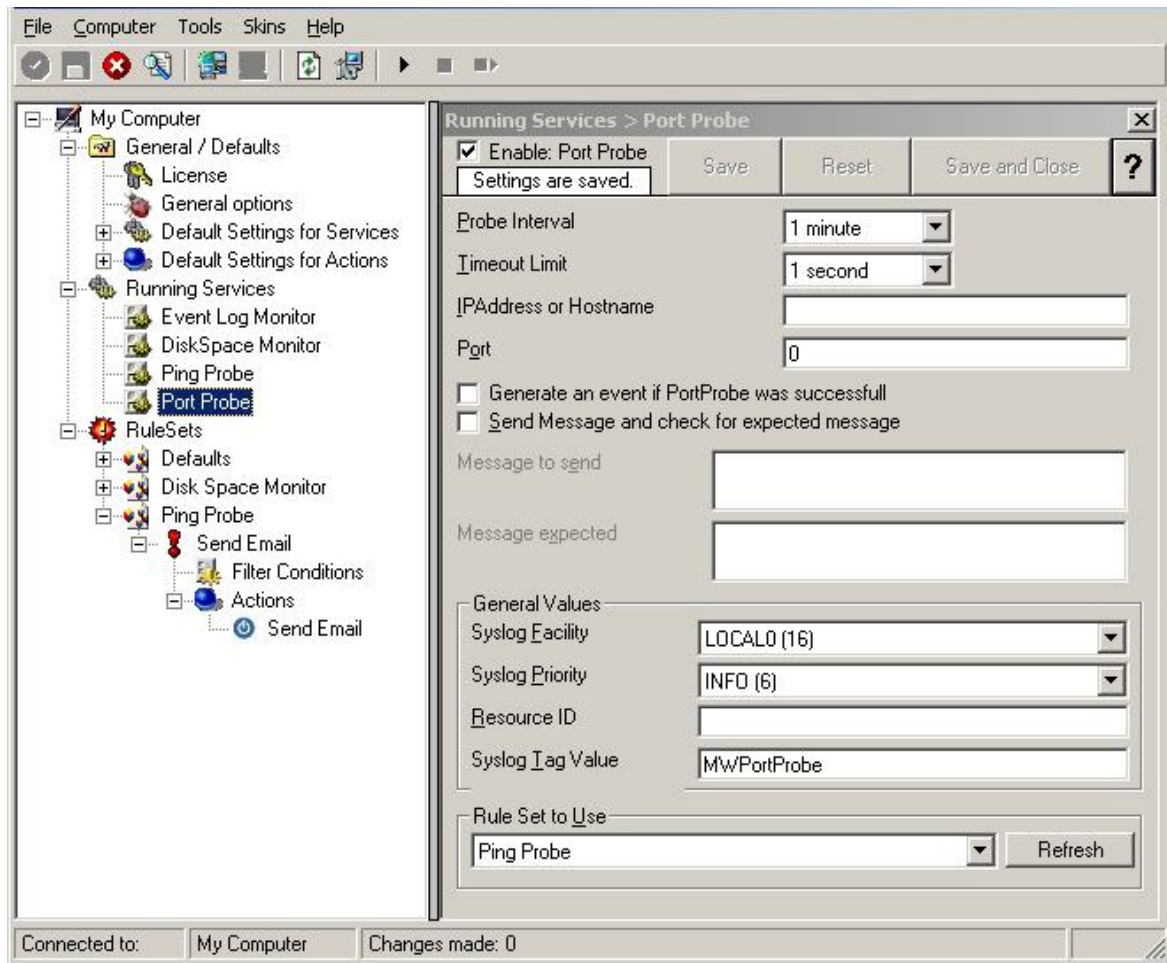 File Computer Tools Skins Help
My Computer
General / Defaults
License
General options
Default Settings for Services
Default Settings for Actions
Running Services
Event Log Monitor
DiskSpace Monitor
Ping Probe
Port Probe
RuleSets
Defaults
Disk Space Monitor
Ping Probe
Send Email
Filter Conditions
Actions
Send Email
Running Services > Port Probe
Enable: Port Probe
Settings are saved.
Save
Reset
Save and Close
?
Probe Interval
1 minute
Timeout Limit
1 second
IPAddress or Hostname
Port
0
Generate an event if PortProbe was successfull
Send Message and check for expected message
Message to send
Message expected
General Values
Syslog Facility
LOCAL0 (16)
Syslog Priority
INFO (6)
Resource ID
Syslog Tag Value
MWPortProbe
Rule Set to Use
Ping Probe
Refresh
Connected to:
My Computer
Changes made: 0